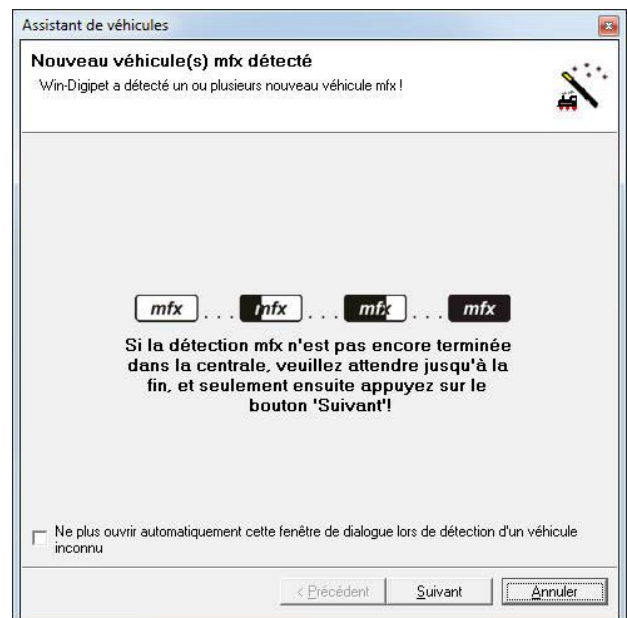 Assistant de véhicules
Nouveau véhicule(s) mfx détecté
Win-Digipet a détecté un ou plusieurs nouveau véhicule mfx !
mfx . . . mfx . . . mfx . . . mfx
Si la détection mfx n'est pas encore terminée
dans la centrale, veuillez attendre jusqu'à la
fin, et seulement ensuite appuyez sur le
bouton 'Suivant'!
Ne plus ouvrir automatiquement cette fenêtre de dialogue lors de détection d'un véhicule
inconnu
< Précédent Suivant Annuler